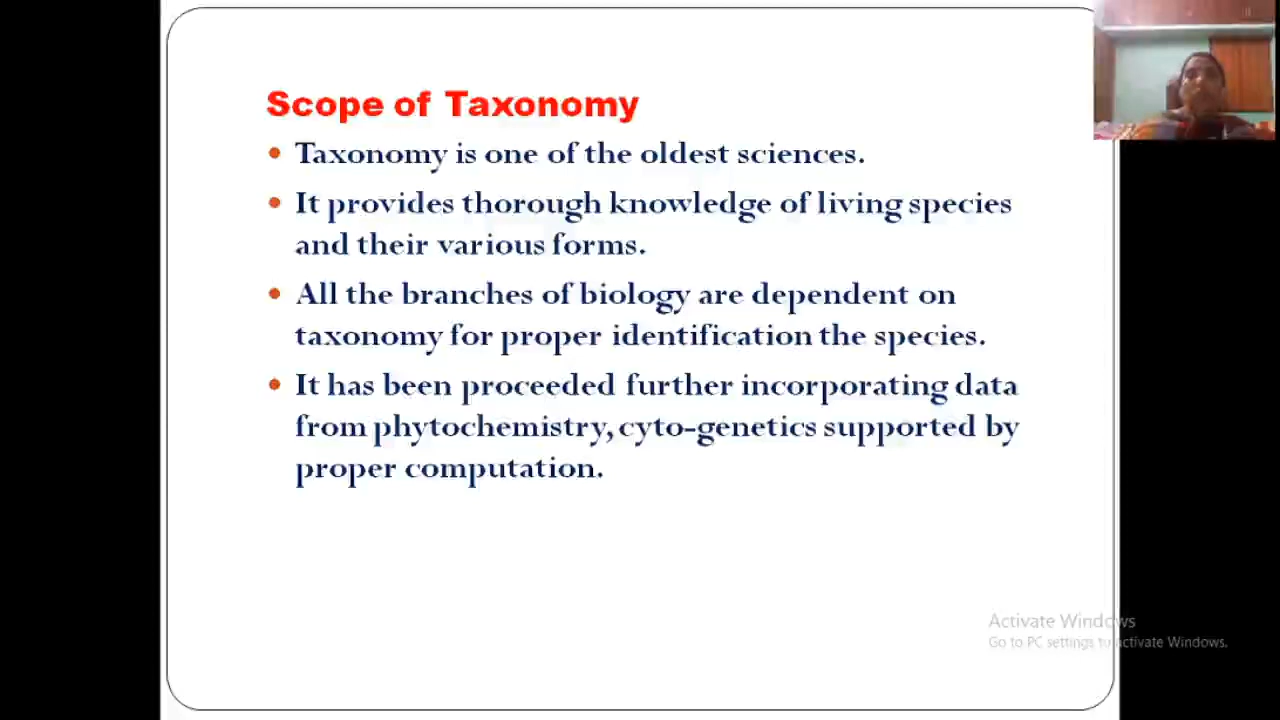 Scope of Taxonomy
• Taxonomy is one of the oldest sciences.
• It provides thorough knowledge of living species
and their various forms.
• All the branches of biology are dependent on
taxonomy for proper identification the species.
• It has been proceeded further incorporating data
from phytochemistry, cyto-genetics supported by
proper computation.
Activate Windows
Go to PC settings to activate Windows.